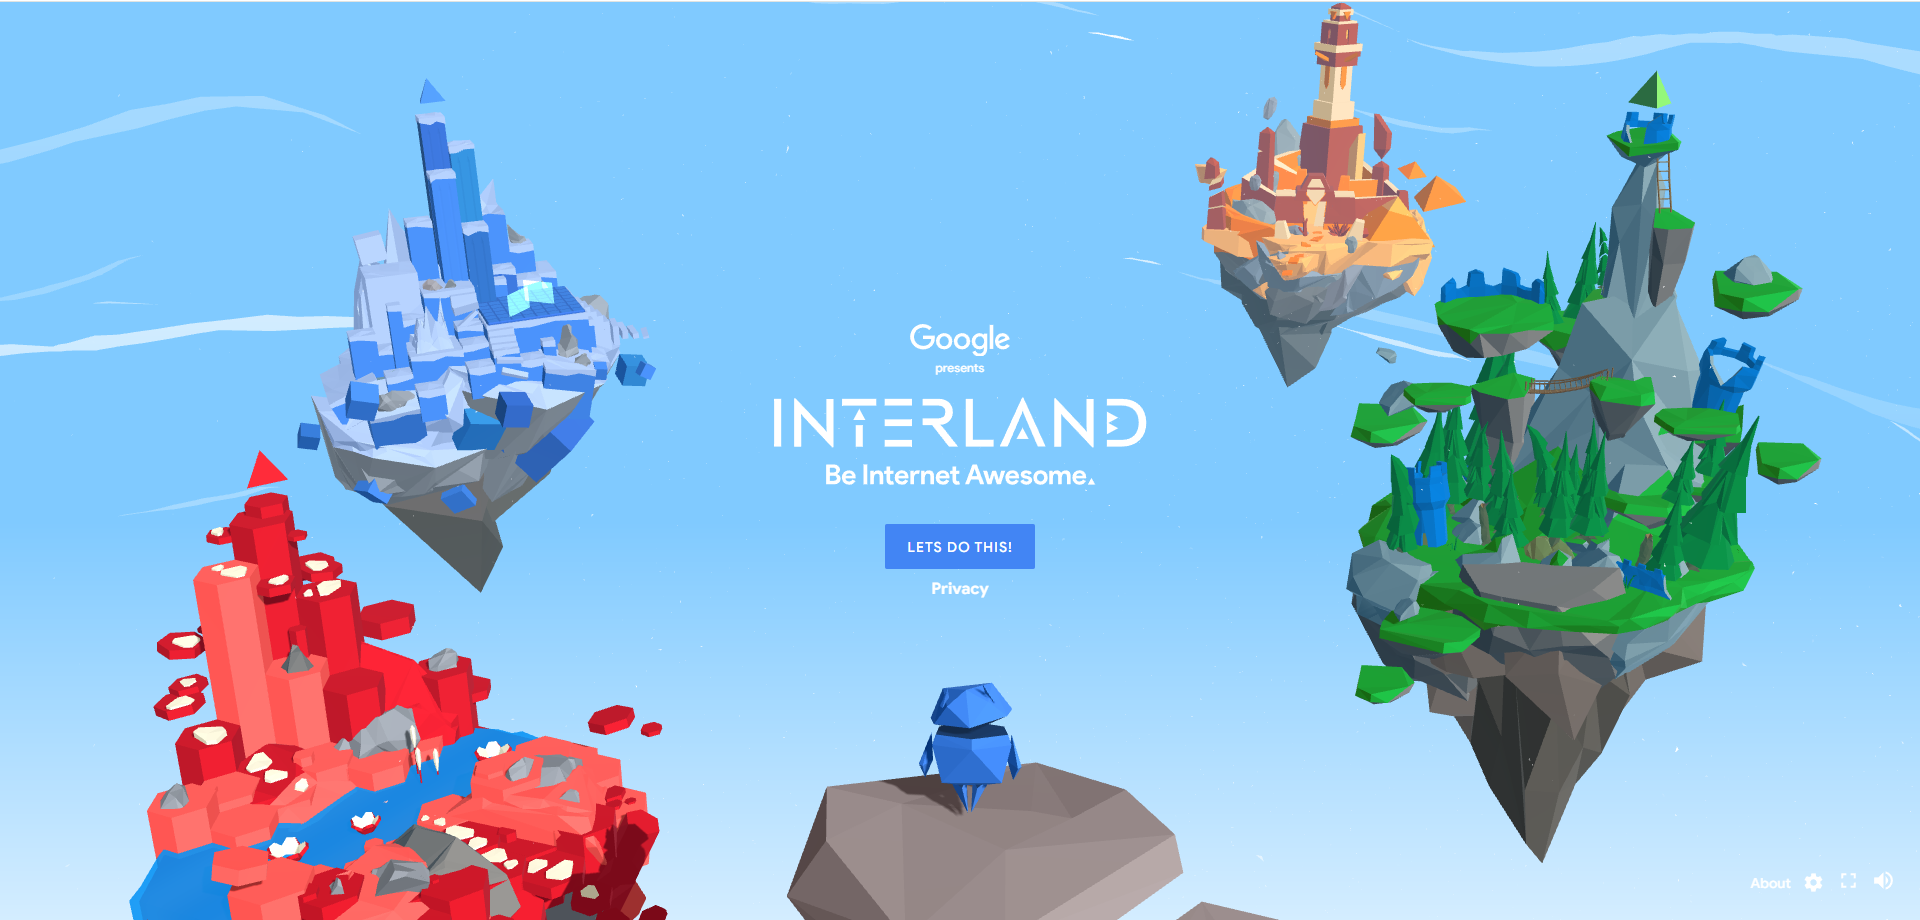 Google
presents
INTERLAND
Be Internet Awesome.
LETS DO THIS!
Privacy
About